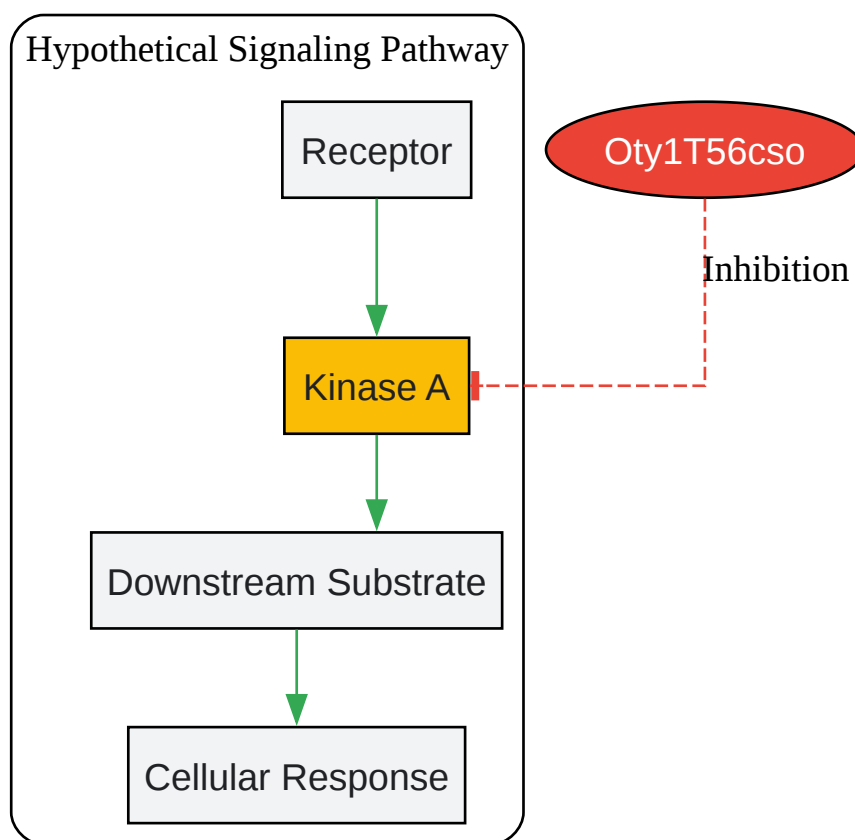 Hypothetical Signaling Pathway
Receptor
Oty1T56cso
Inhibition
Kinase A
Downstream Substrate
Cellular Response